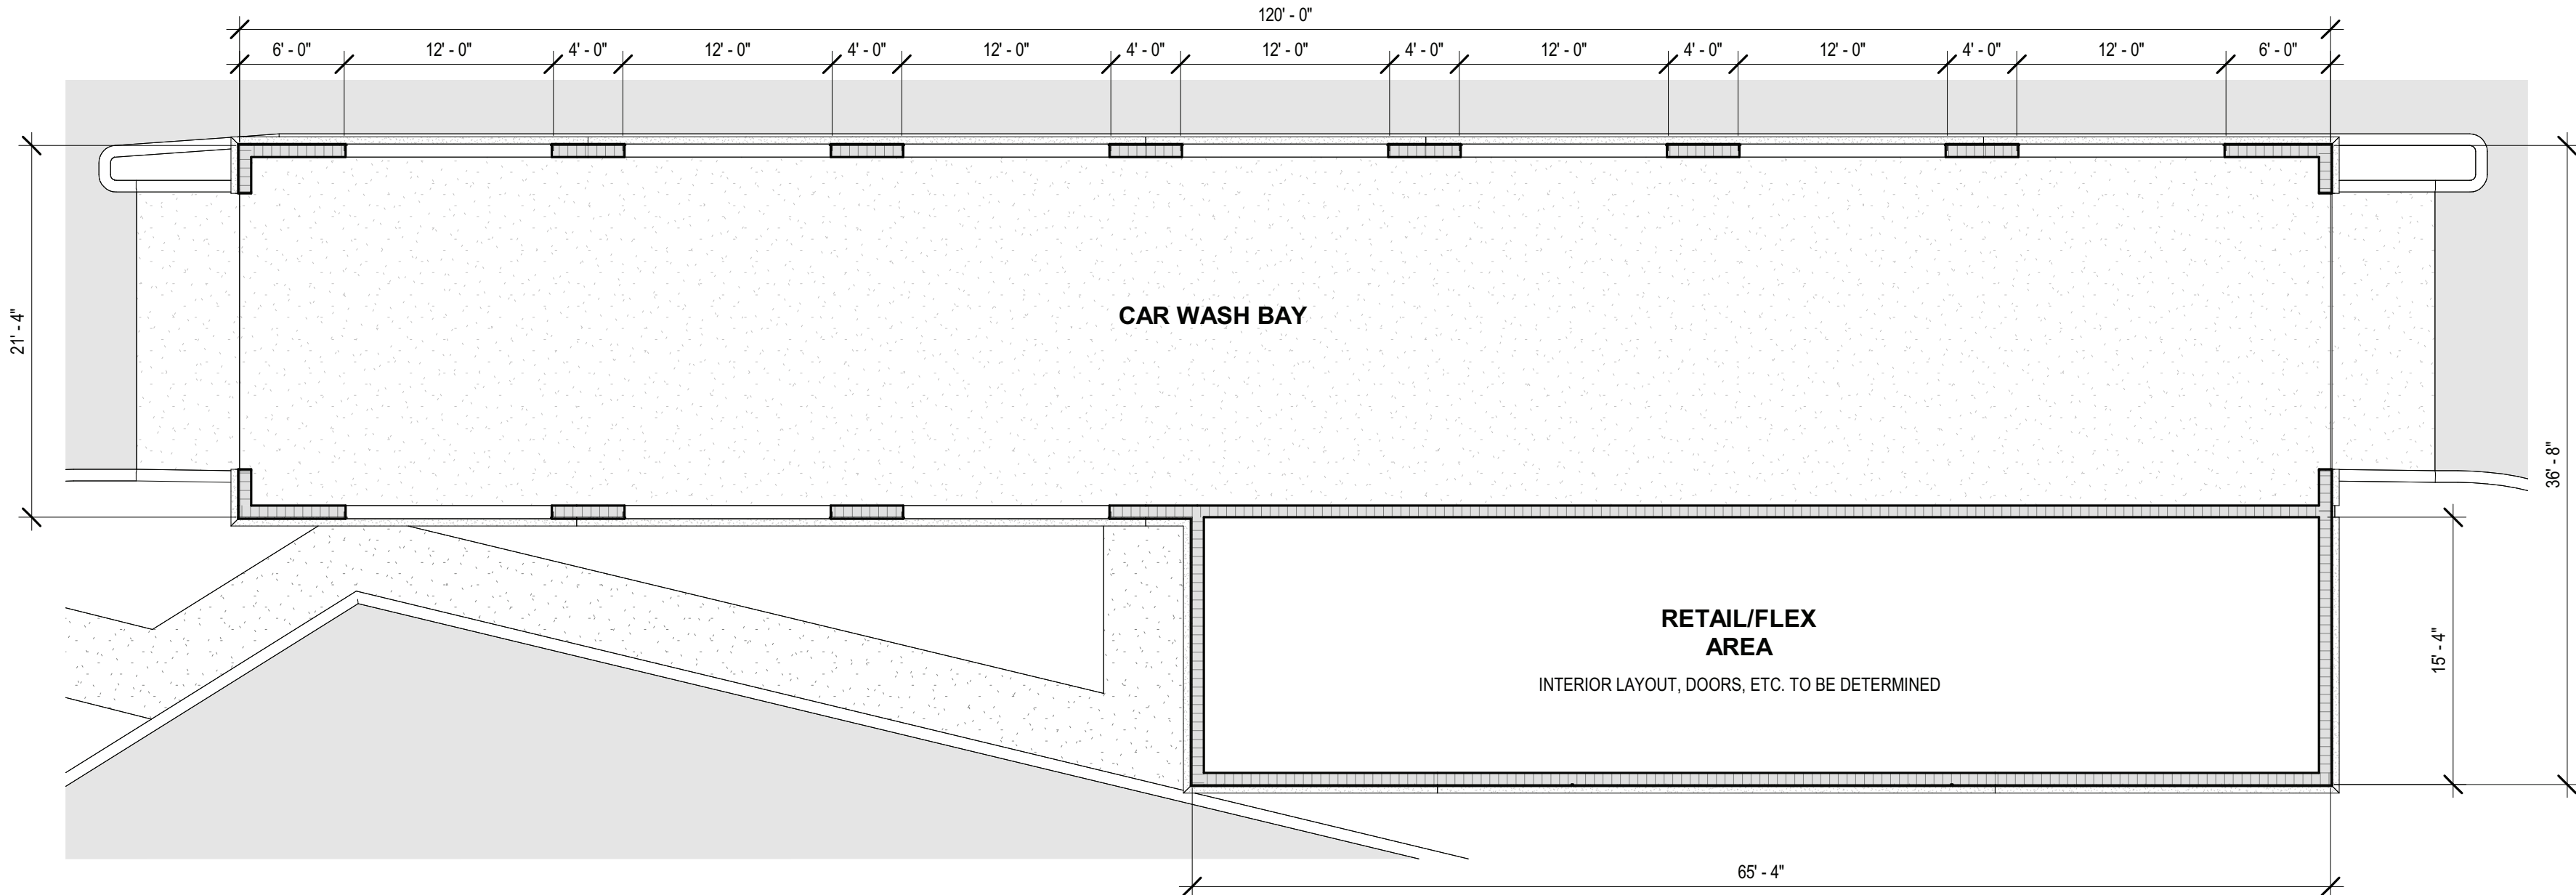 120' - 0"
6' - 0" 12' - 0" 4' - 0" 12' - 0" 4' - 0" 12' - 0" 4' - 0" 12' - 0" 4' - 0" 12' - 0" 4' - 0" 12' - 0" 4' - 0" 12' - 0" 6' - 0"
21' - 4"
CAR WASH BAY
36' - 8"
RETAIL/FLEX
AREA
INTERIOR LAYOUT, DOORS, ETC. TO BE DETERMINED
15' - 4"
65' - 4"